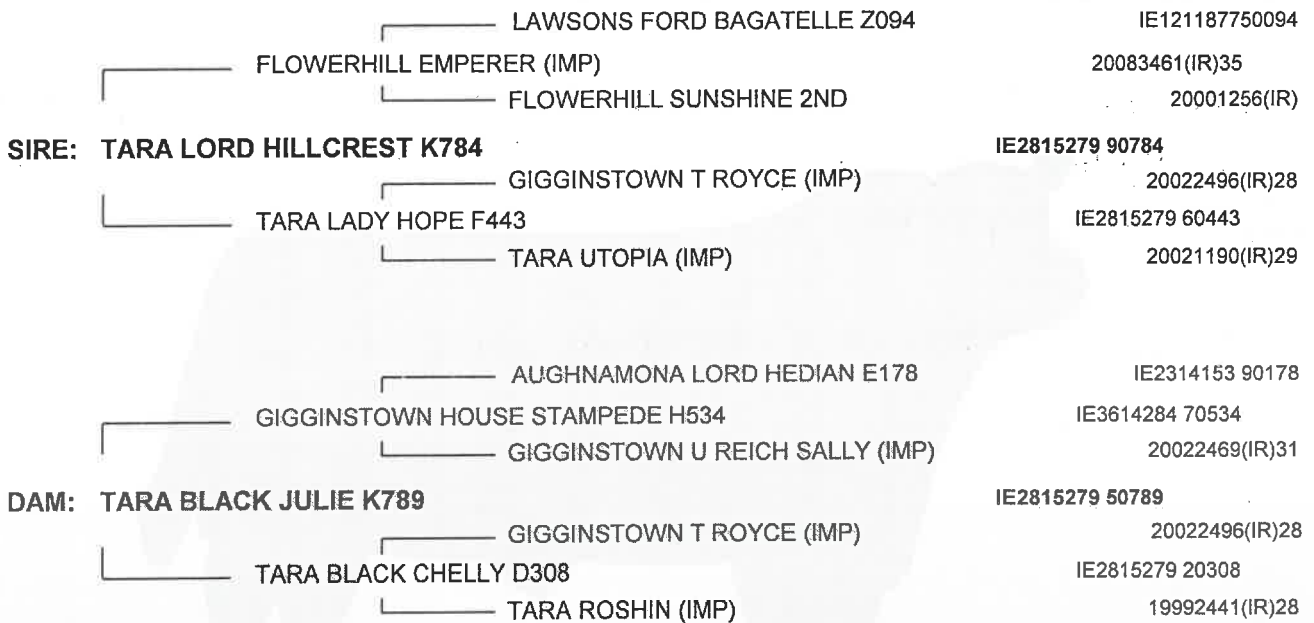 LAWSONS FORD BAGATELLE Z094 IE121187750094
FLOWERHILL EMPERER (IMP) 20083461(IR)35
FLOWERHILL SUNSHINE 2ND 20001256(IR)
SIRE: TARA LORD HILLCREST K784 IE2815279 90784
GIGGINSTOWN T ROYCE (IMP) 20022496(IR)28
TARA LADY HOPE F443 IE2815279 60443
TARA UTOPIA (IMP) 20021190(IR)29
AUGHNAMONA LORD HEDIAN E178 IE2314153 90178
GIGGINSTOWN HOUSE STAMPEDE H534 IE3614284 70534
GIGGINSTOWN U REICH SALLY (IMP) 20022469(IR)31
DAM: TARA BLACK JULIE K789 IE2815279 50789
GIGGINSTOWN T ROYCE (IMP) 20022496(IR)28
TARA BLACK CHELLY D308 IE2815279 20308
TARA ROSHIN (IMP) 19992441(IR)28